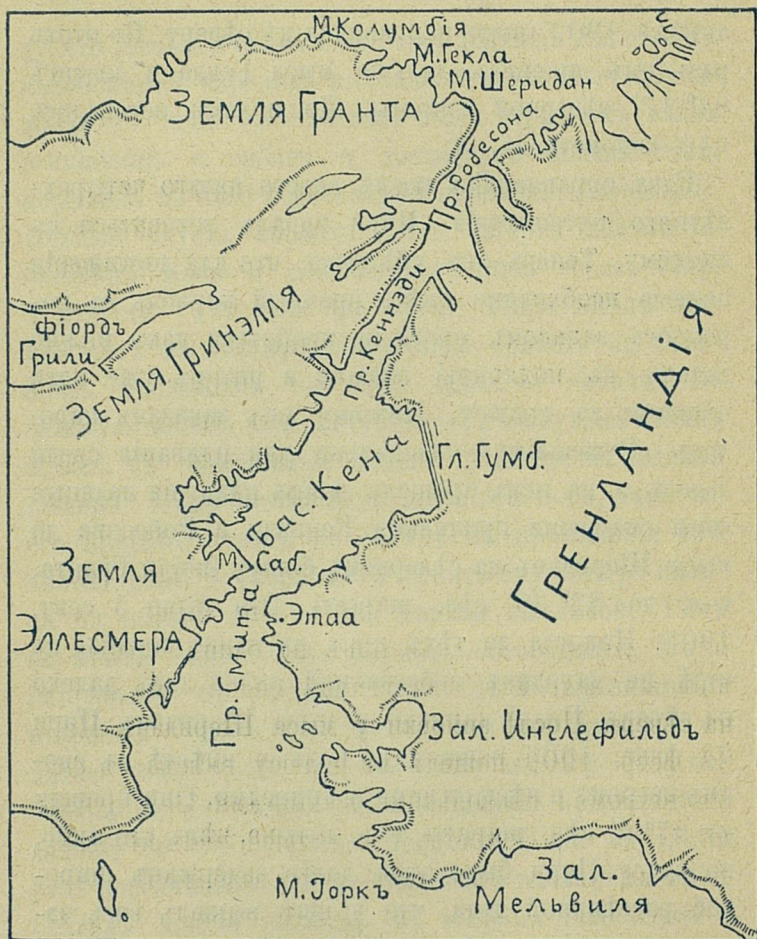 М. Колумбія
М. Гекла
М. Шеридан
Земля Гранта
Пр. Робесона
Пр. Кеннэди
фіордъ
Грили
Земля Гринэлля
Гренландія
Бас. Кена
Гл. Гумб.
М. Саб.
Земля
Эллесмера
Этаа
Пр. Смита
Зал. Инглефильдъ
М. Іоркъ
Зал.
Мельвиля